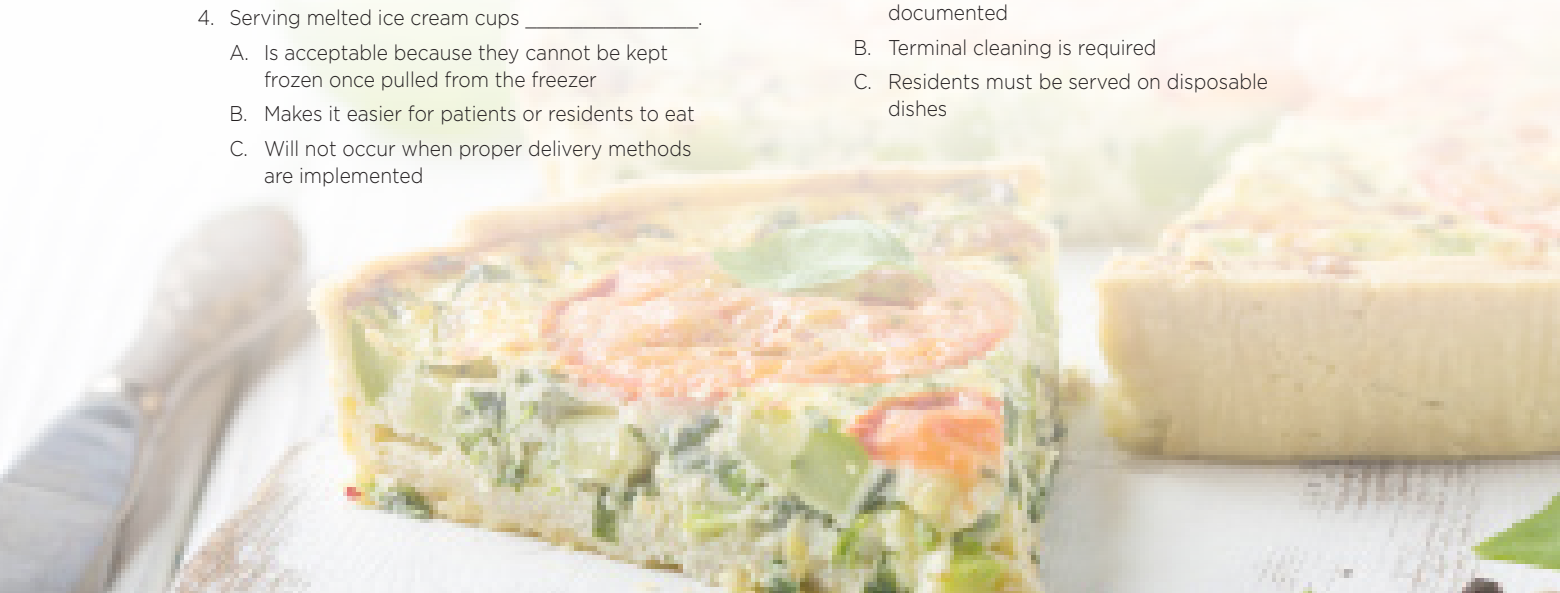 4. Serving melted ice cream cups ________________.
A. Is acceptable because they cannot be kept
frozen once pulled from the freezer
B. Makes it easier for patients or residents to eat
C. Will not occur when proper delivery methods
are implemented
documented
B. Terminal cleaning is required
C. Residents must be served on disposable
dishes